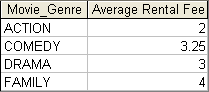 Movie_Genre Average Rental Fee
ACTION 2
COMEDY 3.25
DRAMA 3
FAMILY 4